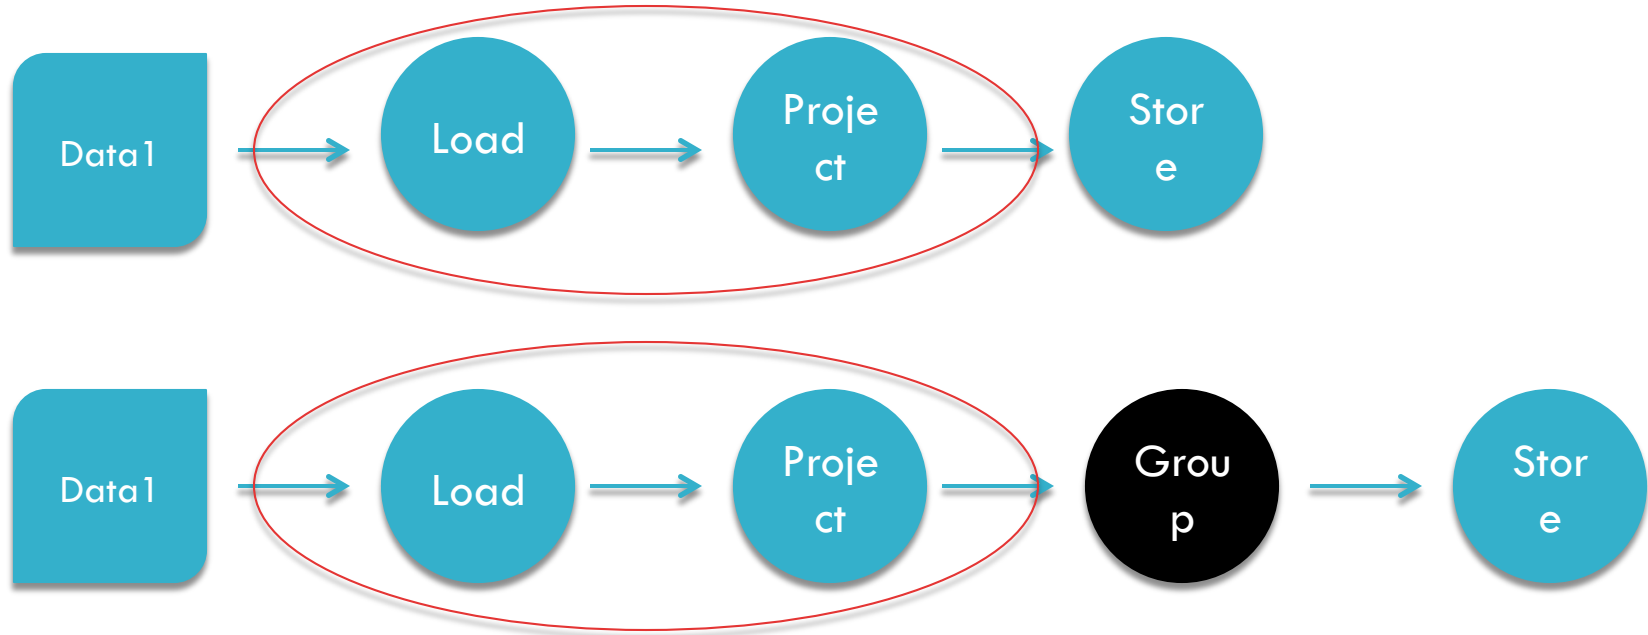 Data1
Load
Proje
ct
Stor
e
Data1
Load
Proje
ct
Grou
p
Stor
e